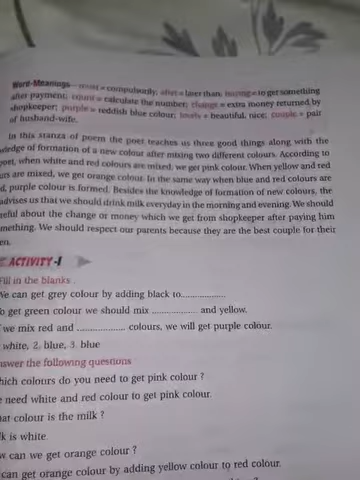 Word-Meanings— must = compulsorily; after = later than; buying = to get something
after payment; count = calculate the number; change = extra money returned by
shopkeeper; purple = reddish blue colour; lovely = beautiful, nice; couple = pair
of husband-wife.
In this stanza of poem the poet teaches us three good things along with the
wledge of formation of a new colour after mixing two different colours. According to
poet, when white and red colours are mixed, we get pink colour. When yellow and red
urs are mixed, we get orange colour. In the same way when blue and red colours are
d, purple colour is formed. Besides the knowledge of formation of new colours, the
advises us that we should drink milk everyday in the morning and evening. We should
reful about the change or money which we get from shopkeeper after paying him
mething. We should respect our parents because they are the best couple for their
en.
ACTIVITY-I
Fill in the blanks.
We can get grey colour by adding black to..................
o get green colour we should mix .................. and yellow.
we mix red and .................. colours, we will get purple colour.
white, 2. blue, 3. blue
nswer the following questions
hich colours do you need to get pink colour ?
e need white and red colour to get pink colour.
at colour is the milk ?
k is white.
w can we get orange colour ?
can get orange colour by adding yellow colour to red colour.